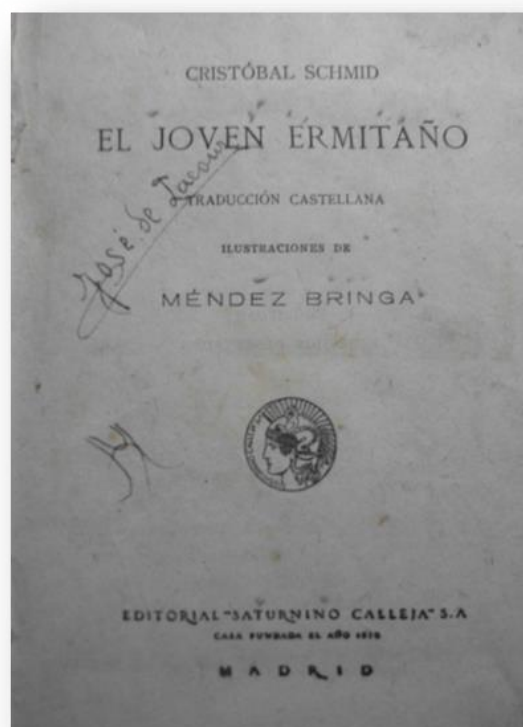 CRISTÓBAL SCHMID
EL JOVEN ERMITAÑO
TRADUCCIÓN CASTELLANA
José de
ILUSTRACIONES DE
MÉNDEZ BRINGA
EDITORIAL "SATURNINO CALLEJA" S.A
CASA FUNDADA EL AÑO
MADRID